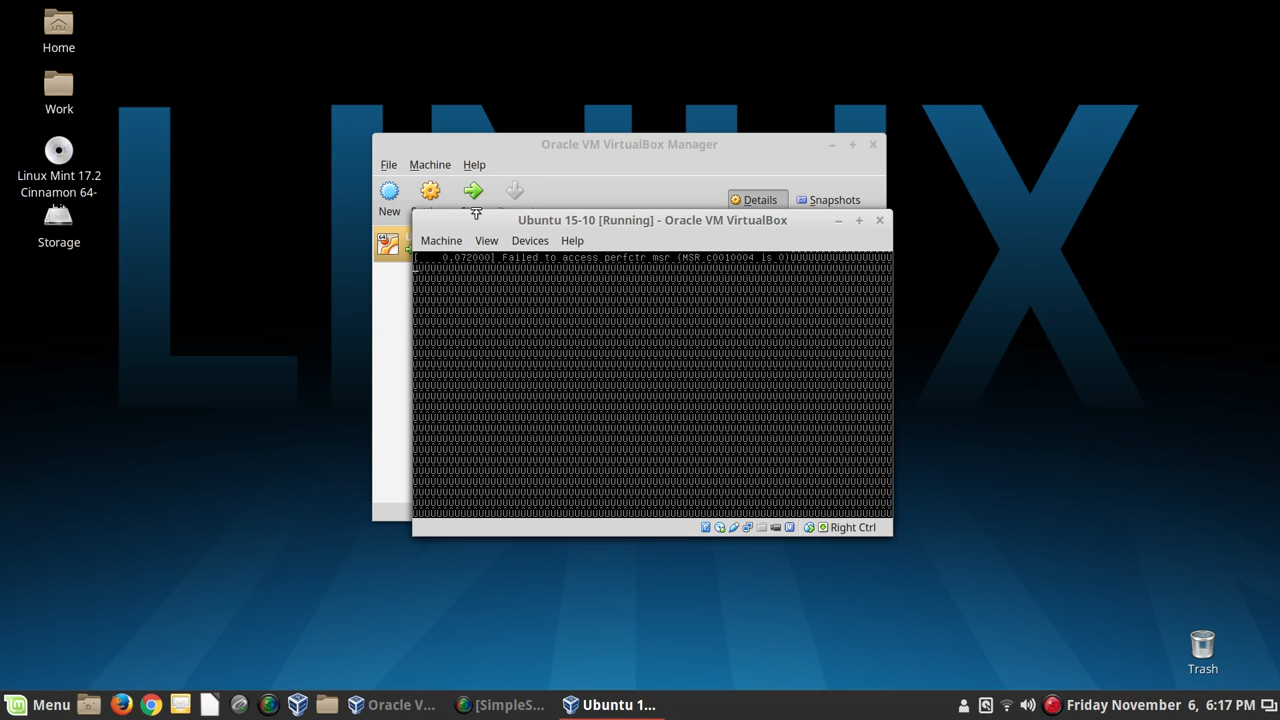 Home
Work
Linux Mint 17.2
Cinnamon 64-
bit
Storage
LINUX
Oracle VM VirtualBox Manager
File Machine Help
New
Details Snapshots
Ubuntu 15-10 [Running] - Oracle VM VirtualBox
Machine View Devices Help
[    0.072000] Failed to access perfctr msr (MSR c0010004 is 0)
Right Ctrl
Trash
Menu Oracle V... [SimpleS... Ubuntu 1... Friday November 6, 6:17 PM